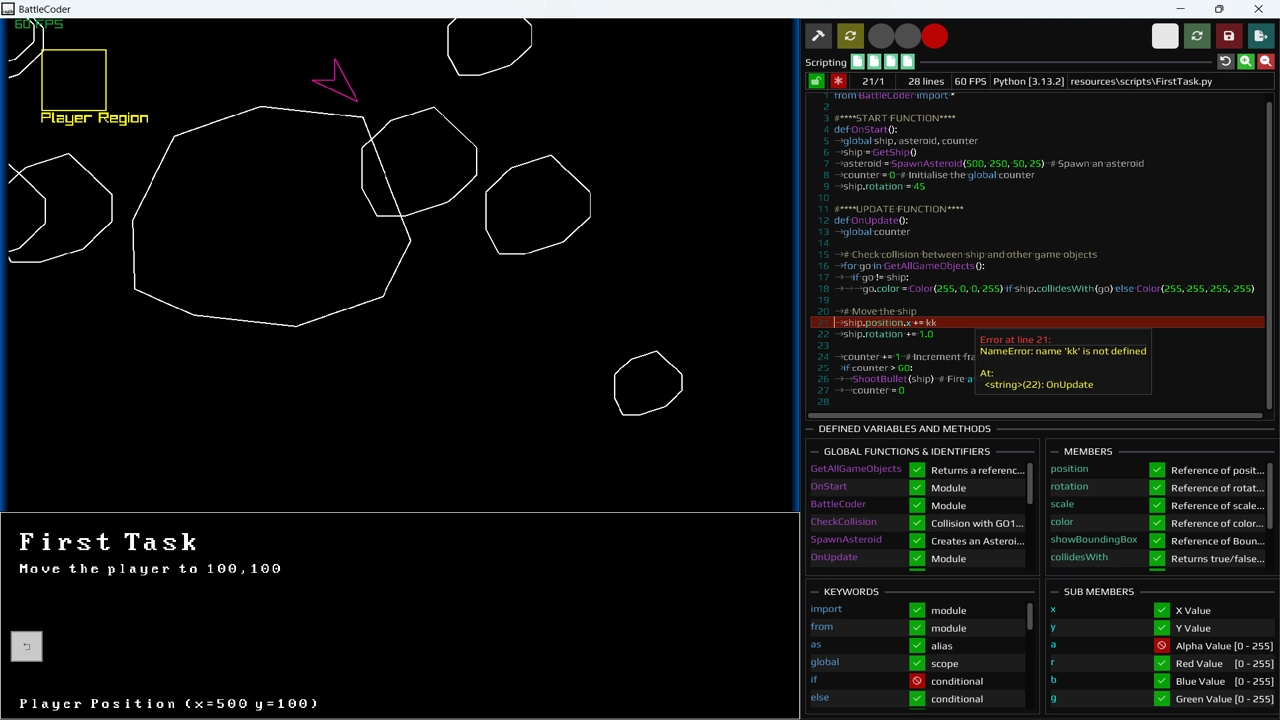 BattleCoder
60 FPS
Player Region
First Task
Move the player to 100,100
Player Position (x=500 y=100)
Scripting
21/1 28 lines 60 FPS Python [3.13.2] resources\scripts\FirstTask.py
1 from BattleCoder import *
2
3 #****START FUNCTION****
4 def OnStart():
5 global ship, asteroid, counter
6 ship = GetShip()
7 asteroid = SpawnAsteroid(500, 250, 50, 25) # Spawn an asteroid
8 counter = 0 # Initialise the global counter
9 ship.rotation = 45
10
11 #****UPDATE FUNCTION****
12 def OnUpdate():
13 global counter
14
15 # Check collision between ship and other game objects
16 for go in GetAllGameObjects():
17 if go != ship:
18 go.color = Color(255, 0, 0, 255) if ship.collidesWith(go) else Color(255, 255, 255, 255)
19
20 # Move the ship
21 ship.position.x += kk
22 ship.rotation += 1.0
23
24 counter += 1 # Increment fra
25 if counter > 60:
26 ShootBullet(ship) # Fire a
27 counter = 0
28
Error at line 21:
NameError: name 'kk' is not defined
At:
<string>(22): OnUpdate
DEFINED VARIABLES AND METHODS
GLOBAL FUNCTIONS & IDENTIFIERS
GetAllGameObjects Returns a referenc...
OnStart Module
BattleCoder Module
CheckCollision Collision with GO1...
SpawnAsteroid Creates an Asteroi...
OnUpdate Module
MEMBERS
position Reference of posit...
rotation Reference of rotat...
scale Reference of scale...
color Reference of color...
showBoundingBox Reference of Boun...
collidesWith Returns true/false...
KEYWORDS
import module
from module
as alias
global scope
if conditional
else conditional
SUB MEMBERS
x X Value
y Y Value
a Alpha Value [0 - 255]
r Red Value [0 - 255]
b Blue Value [0 - 255]
g Green Value [0 - 255]